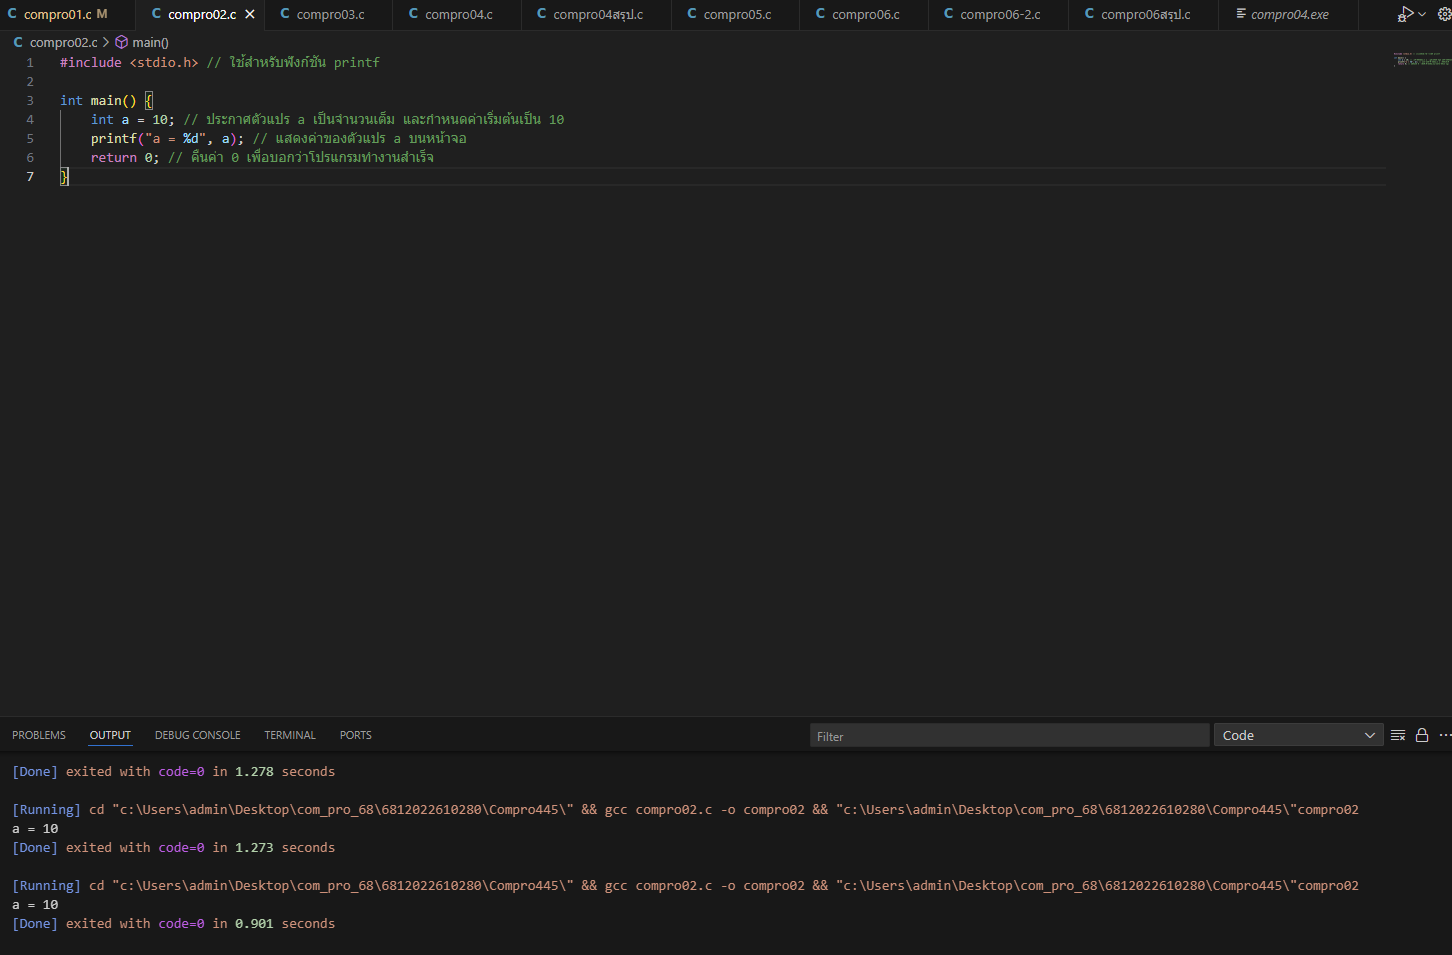 compro01.c M compro02.c compro03.c compro04.c compro04สรุป.c compro05.c compro06.c compro06-2.c compro06สรุป.c compro04.exe
compro02.c > main()
1 #include <stdio.h> // ใช้สำหรับฟังก์ชัน printf
2
3 int main() {
4 int a = 10; // ประกาศตัวแปร a เป็นจำนวนเต็ม และกำหนดค่าเริ่มต้นเป็น 10
5 printf("a = %d", a); // แสดงค่าของตัวแปร a บนหน้าจอ
6 return 0; // คืนค่า 0 เพื่อบอกว่าโปรแกรมทำงานสำเร็จ
7 }
PROBLEMS OUTPUT DEBUG CONSOLE TERMINAL PORTS Filter Code
[Done] exited with code=0 in 1.278 seconds
[Running] cd "c:\Users\admin\Desktop\com_pro_68\6812022610280\Compro445\" && gcc compro02.c -o compro02 && "c:\Users\admin\Desktop\com_pro_68\6812022610280\Compro445\"compro02
a = 10
[Done] exited with code=0 in 1.273 seconds
[Running] cd "c:\Users\admin\Desktop\com_pro_68\6812022610280\Compro445\" && gcc compro02.c -o compro02 && "c:\Users\admin\Desktop\com_pro_68\6812022610280\Compro445\"compro02
a = 10
[Done] exited with code=0 in 0.901 seconds